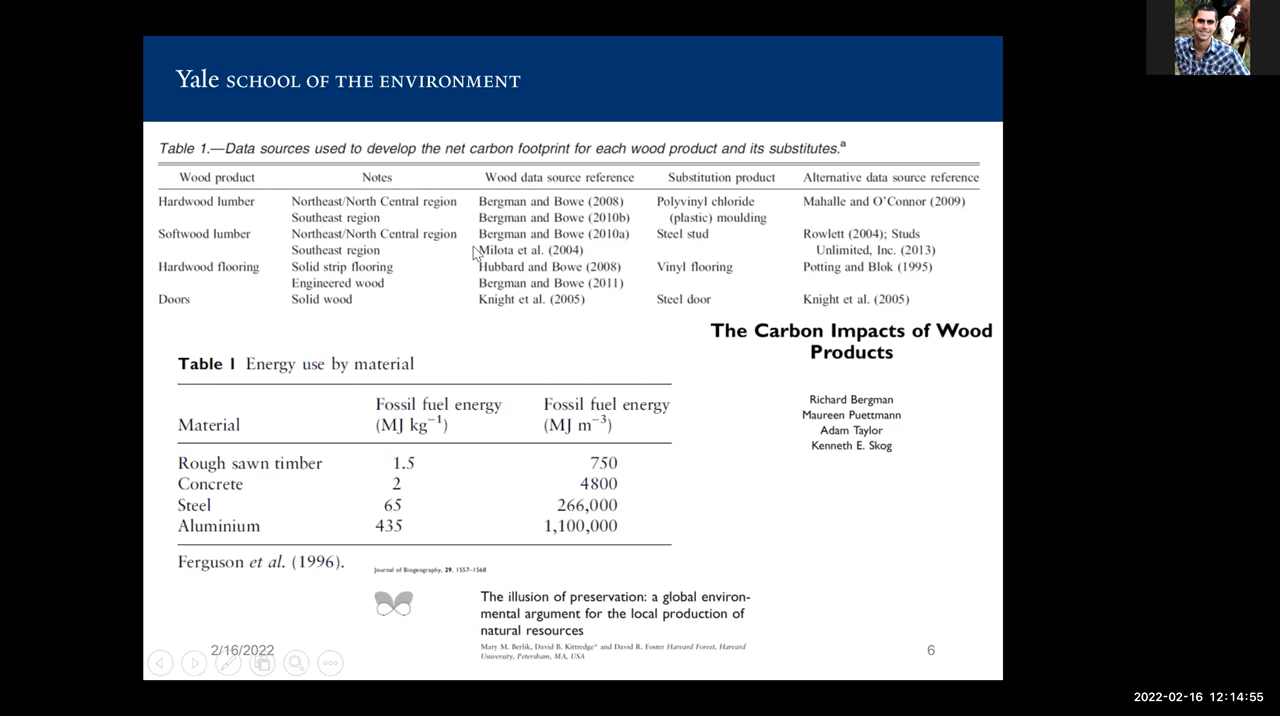 Yale SCHOOL OF THE ENVIRONMENT
Table 1.—Data sources used to develop the net carbon footprint for each wood product and its substitutes.a
Wood product Notes Wood data source reference Substitution product Alternative data source reference
Hardwood lumber Northeast/North Central region Bergman and Bowe (2008) Polyvinyl chloride Mahalle and O'Connor (2009)
Southeast region Bergman and Bowe (2010b) (plastic) moulding
Softwood lumber Northeast/North Central region Bergman and Bowe (2010a) Steel stud Rowlett (2004); Studs
Southeast region Milota et al. (2004) Unlimited, Inc. (2013)
Hardwood flooring Solid strip flooring Hubbard and Bowe (2008) Vinyl flooring Potting and Blok (1995)
Engineered wood Bergman and Bowe (2011)
Doors Solid wood Knight et al. (2005) Steel door Knight et al. (2005)
The Carbon Impacts of Wood
Products
Richard Bergman
Maureen Puettmann
Adam Taylor
Kenneth E. Skog
Table 1 Energy use by material
Fossil fuel energy Fossil fuel energy
Material (MJ kg−1) (MJ m−3)
Rough sawn timber 1.5 750
Concrete 2 4800
Steel 65 266,000
Aluminium 435 1,100,000
Ferguson et al. (1996).
Journal of Biogeography, 29, 1557–1568
The illusion of preservation: a global environ-
mental argument for the local production of
natural resources
Mary M. Berlik, David B. Kittredge* and David R. Foster Harvard Forest, Harvard
University, Petersham, MA, USA
2/16/2022
6
2022-02-16 12:14:55